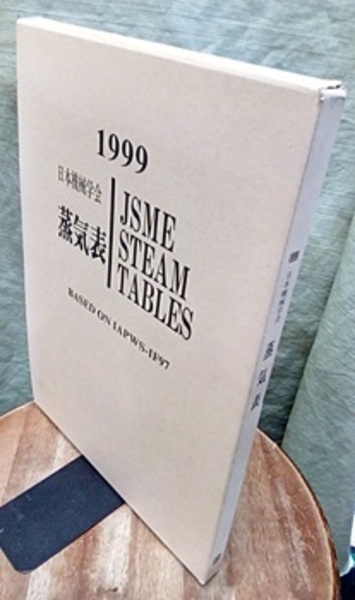 1999
日本機械学会
蒸気表
JSME
STEAM
TABLES
BASED ON IAPWS-IF97
1999 日本機械学会 蒸気表